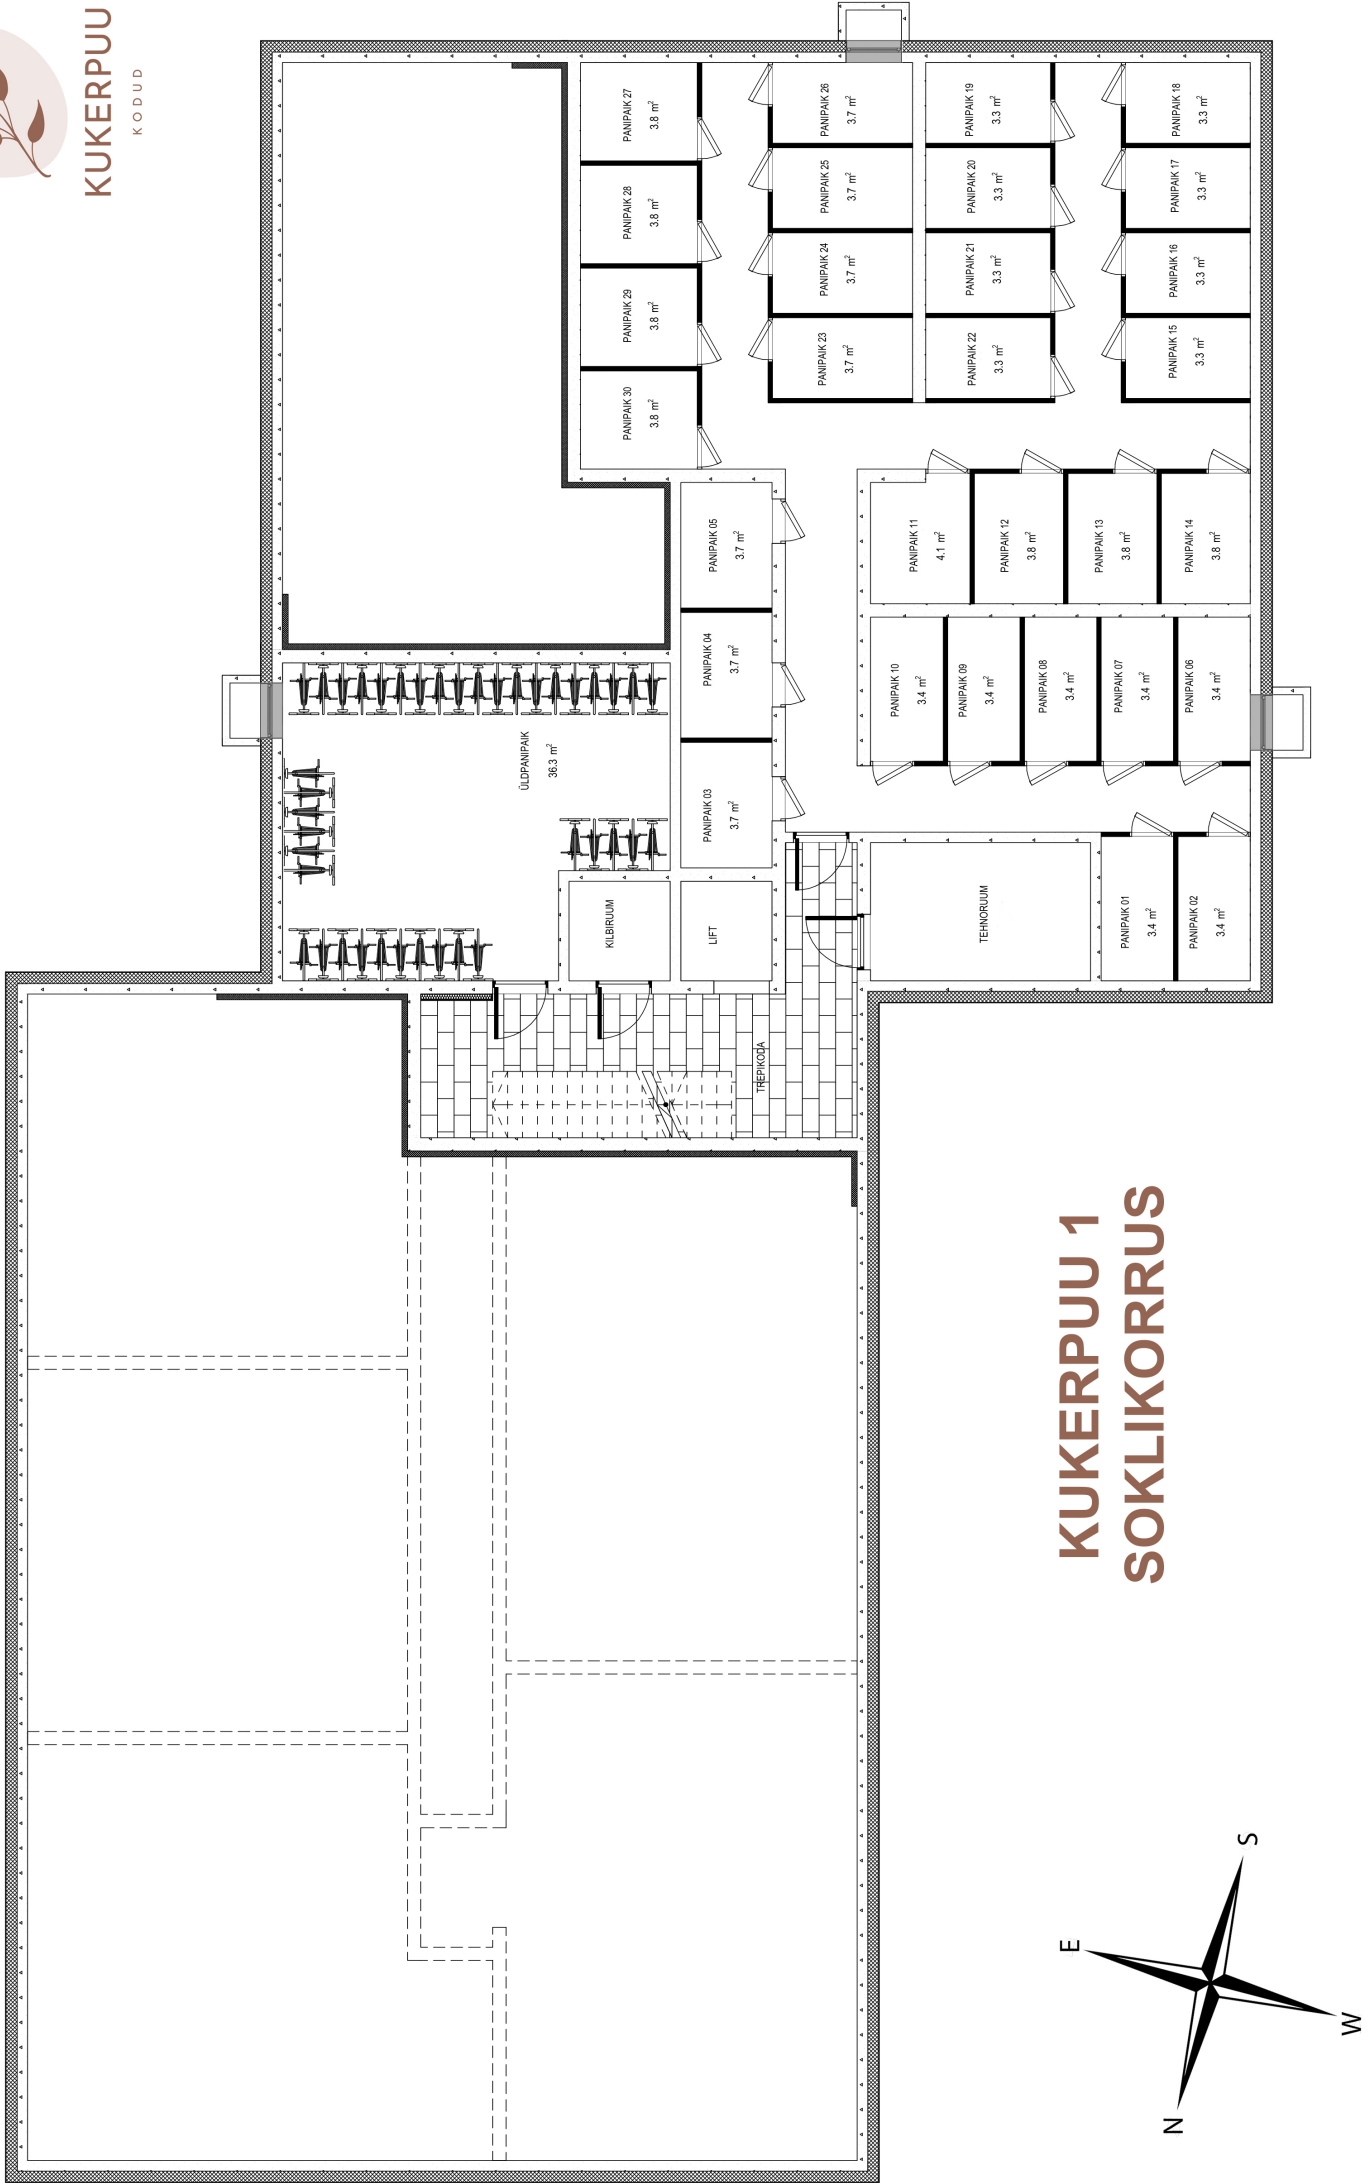 KUKERPUU
KODUD
PANIPAIK 27
3.8 m²
PANIPAIK 28
3.8 m²
PANIPAIK 29
3.8 m²
PANIPAIK 30
3.8 m²
PANIPAIK 26
3.7 m²
PANIPAIK 25
3.7 m²
PANIPAIK 24
3.7 m²
PANIPAIK 23
3.7 m²
PANIPAIK 19
3.3 m²
PANIPAIK 20
3.3 m²
PANIPAIK 21
3.3 m²
PANIPAIK 22
3.3 m²
PANIPAIK 18
3.3 m²
PANIPAIK 17
3.3 m²
PANIPAIK 16
3.3 m²
PANIPAIK 15
3.3 m²
PANIPAIK 05
3.7 m²
PANIPAIK 04
3.7 m²
PANIPAIK 03
3.7 m²
PANIPAIK 11
4.1 m²
PANIPAIK 12
3.8 m²
PANIPAIK 13
3.8 m²
PANIPAIK 14
3.8 m²
PANIPAIK 10
3.4 m²
PANIPAIK 09
3.4 m²
PANIPAIK 08
3.4 m²
PANIPAIK 07
3.4 m²
PANIPAIK 06
3.4 m²
ÜLDPANIPAIK
36.3 m²
KILBIRUUM
LIFT
TEHNORUUM
PANIPAIK 01
3.4 m²
PANIPAIK 02
3.4 m²
TREPIKODA
KUKERPUU 1
SOKLIKORRUS
N
E
S
W